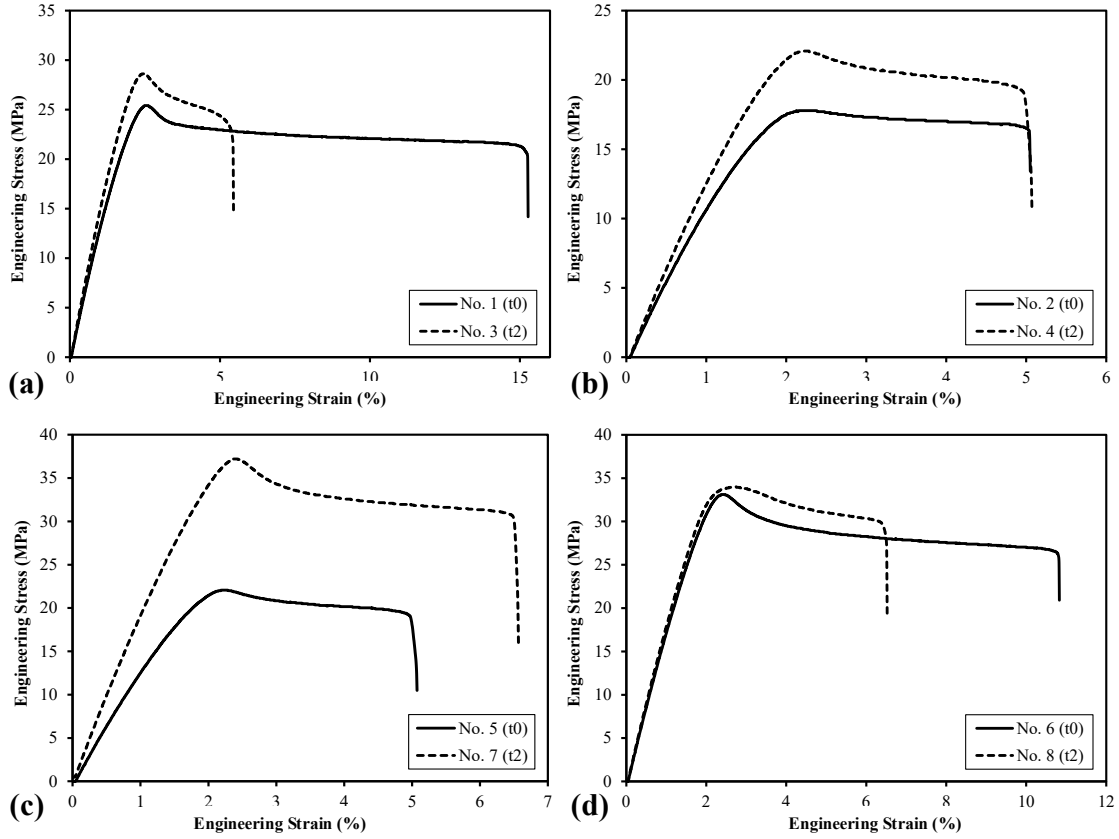 35
30
25
20
15
10
5
0
Engineering Stress (MPa)
No. 1 (t0)
No. 3 (t2)
0 5 10 15
Engineering Strain (%)
(a)
25
20
15
10
5
0
Engineering Stress (MPa)
No. 2 (t0)
No. 4 (t2)
0 1 2 3 4 5 6
Engineering Strain (%)
(b)
40
35
30
25
20
15
10
5
0
Engineering Stress (MPa)
No. 5 (t0)
No. 7 (t2)
0 1 2 3 4 5 6 7
Engineering Strain (%)
(c)
40
35
30
25
20
15
10
5
0
Engineering Stress (MPa)
No. 6 (t0)
No. 8 (t2)
0 2 4 6 8 10 12
Engineering Strain (%)
(d)